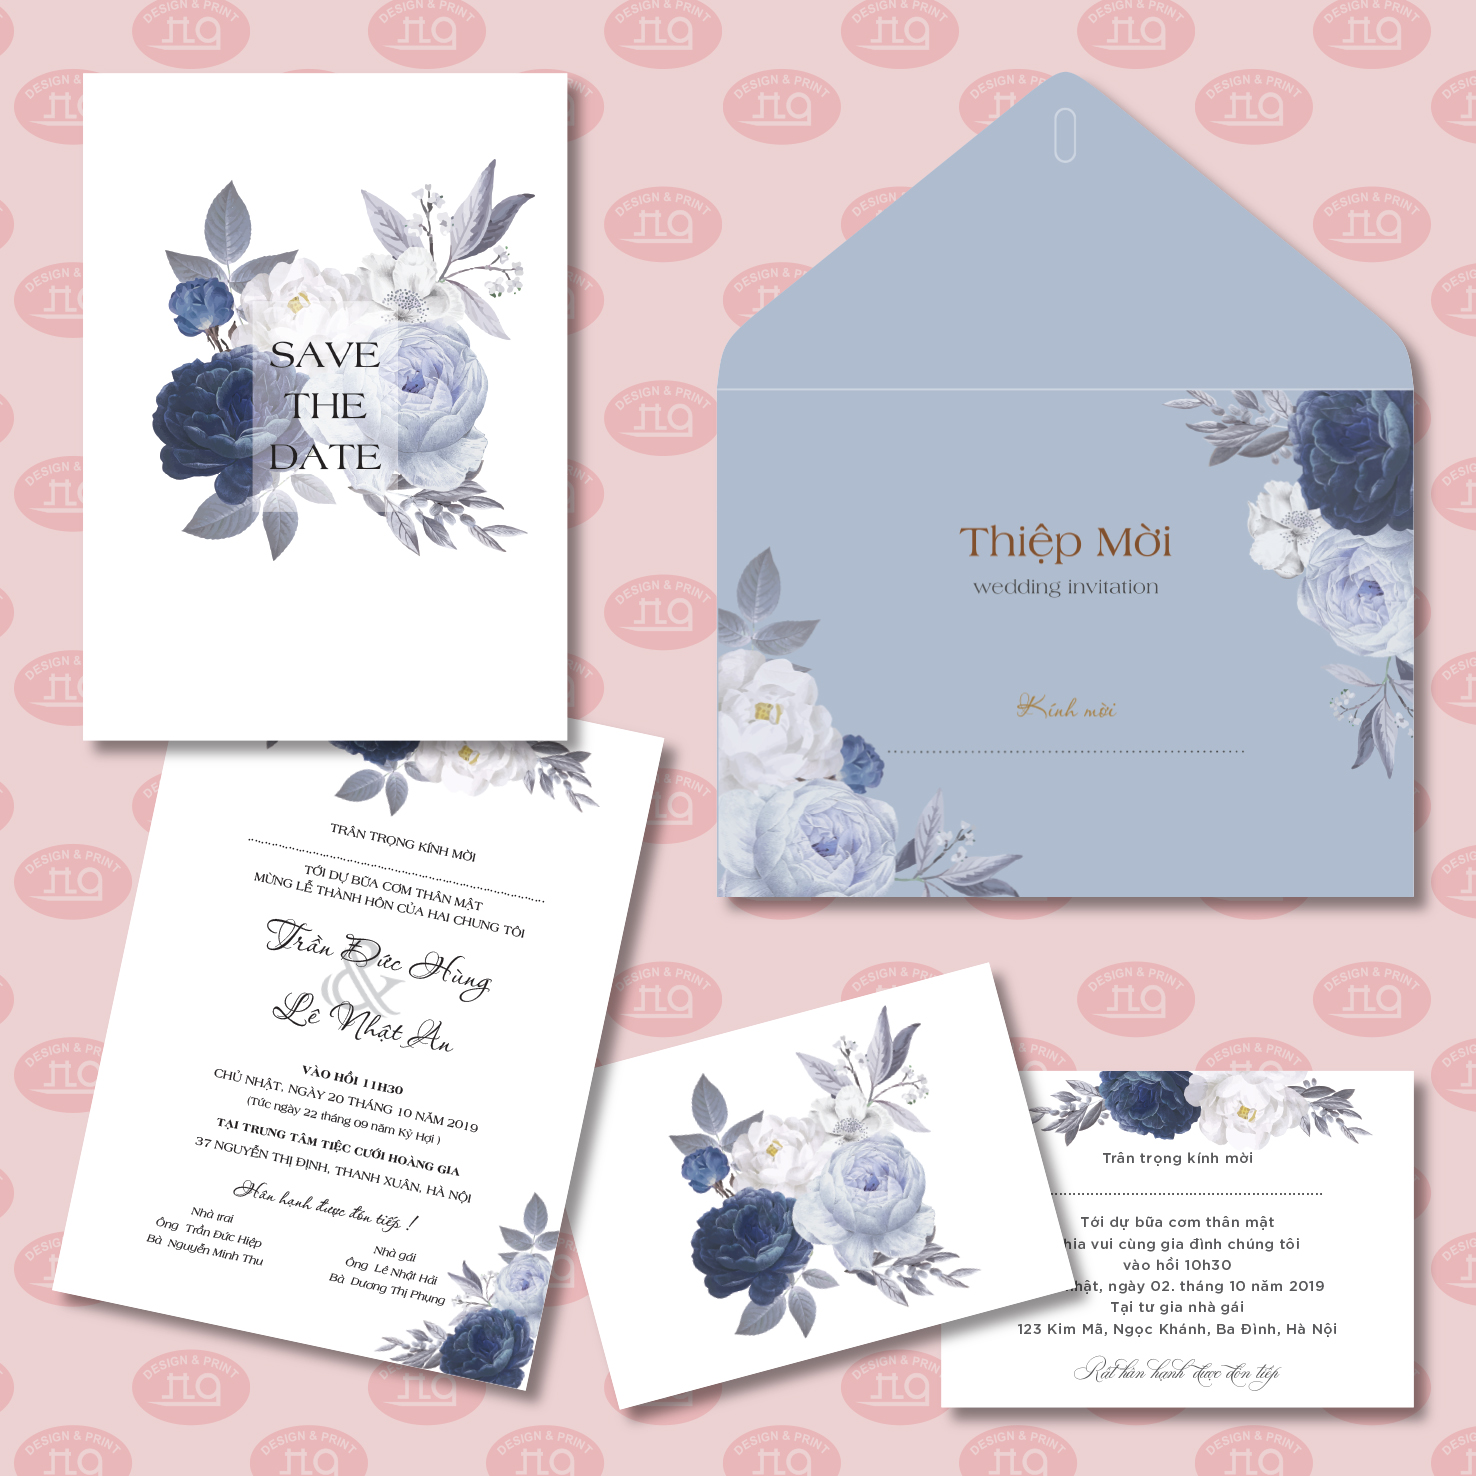 SAVE
THE
DATE
Thiệp Mời
wedding invitation
Kính mời
TRÂN TRỌNG KÍNH MỜI
TỚI DỰ BỮA CƠM THÂN MẬT
MỪNG LỄ THÀNH HÔN CỦA HAI CHUNG TÔI
Trần Đức Hùng
&
Lê Nhật An
VÀO HỒI 11H30
CHỦ NHẬT, NGÀY 20 THÁNG 10 NĂM 2019
(Tức ngày 22 tháng 09 năm Kỷ Hợi )
TẠI TRUNG TÂM TIỆC CƯỚI HOÀNG GIA
37 NGUYỄN THỊ ĐỊNH, THANH XUÂN, HÀ NỘI
Hân hạnh được đón tiếp !
Nhà trai
Ông Trần Đức Hiệp
Bà Nguyễn Minh Thu
Nhà gái
Ông Lê Nhật Hải
Bà Dương Thị Phụng
Trân trọng kính mời
Tới dự bữa cơm thân mật
vui cùng gia đình chúng tôi
vào hồi 10h30
ngày 02. tháng 10 năm 2019
Tại tư gia nhà gái
123 Kim Mã, Ngọc Khánh, Ba Đình, Hà Nội
Rất hân hạnh được đón tiếp
DESIGN & PRINT